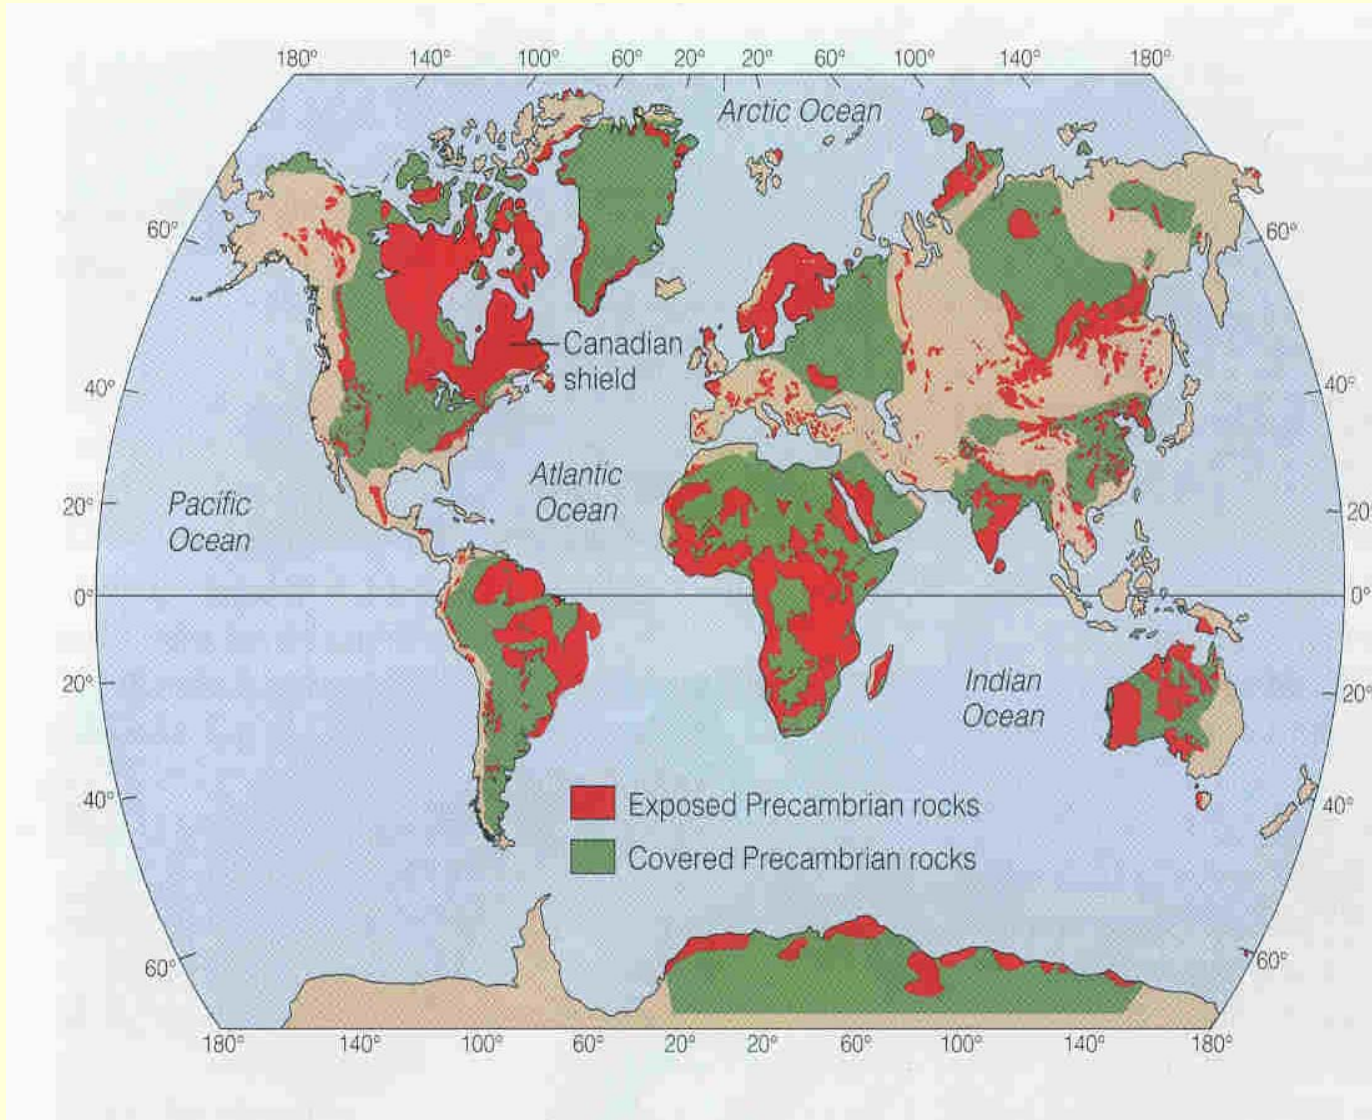 180° 140° 100° 60° 20° 20° 60° 100° 140° 180°
Arctic Ocean
60° 60°
Canadian
shield
40° 40°
Atlantic
Ocean
Pacific
Ocean
20° 20
0° 0°
Indian
Ocean
20° 20°
Exposed Precambrian rocks
40° 40°
Covered Precambrian rocks
60° 60°
180° 140° 100° 60° 20° 20° 60° 100° 140° 180°